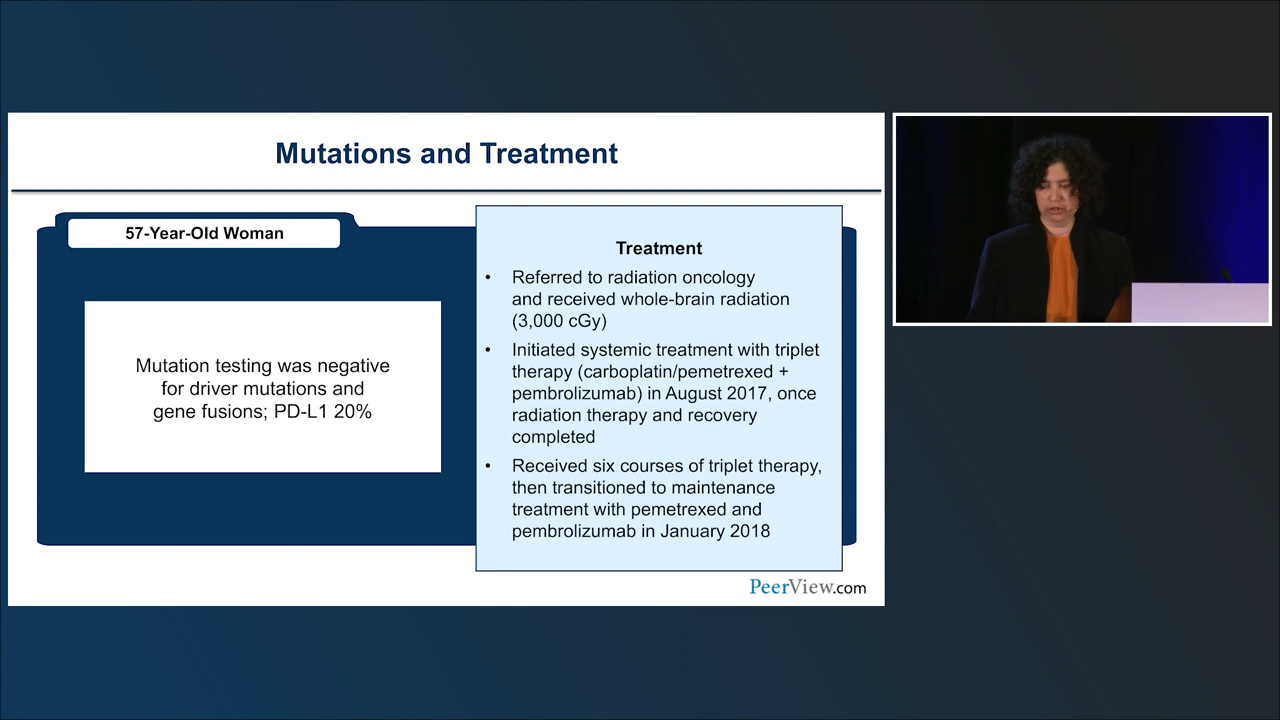 Mutations and Treatment
57-Year-Old Woman
Mutation testing was negative
for driver mutations and
gene fusions; PD-L1 20%
Treatment
• Referred to radiation oncology
and received whole-brain radiation
(3,000 cGy)
• Initiated systemic treatment with triplet
therapy (carboplatin/pemetrexed +
pembrolizumab) in August 2017, once
radiation therapy and recovery
completed
• Received six courses of triplet therapy,
then transitioned to maintenance
treatment with pemetrexed and
pembrolizumab in January 2018
PeerView.com